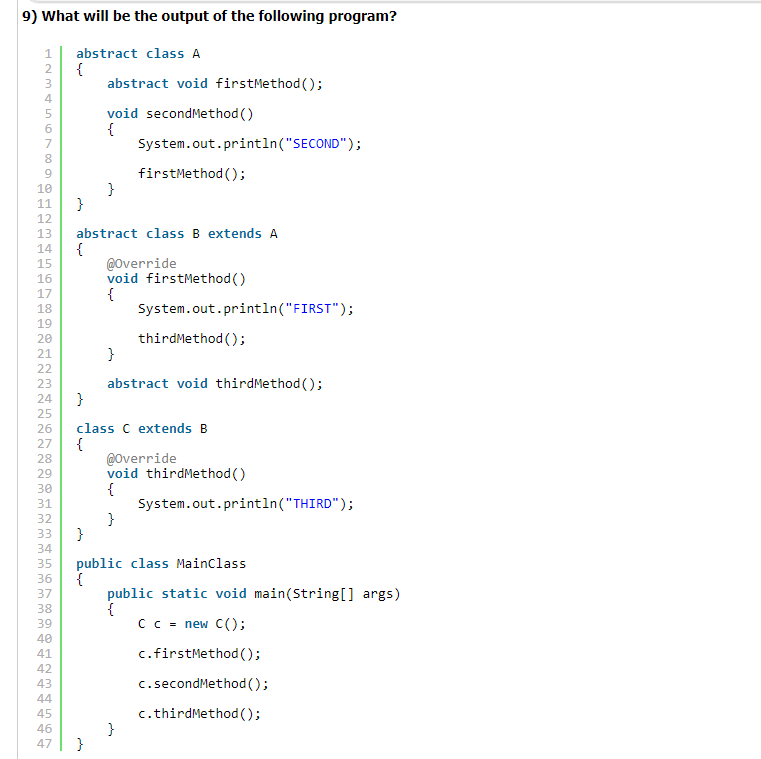 9) What will be the output of the following program?
1 abstract class A
2 {
3     abstract void firstMethod();
4
5     void secondMethod()
6     {
7         System.out.println("SECOND");
8
9         firstMethod();
10     }
11 }
12
13 abstract class B extends A
14 {
15     @Override
16     void firstMethod()
17     {
18         System.out.println("FIRST");
19
20         thirdMethod();
21     }
22
23     abstract void thirdMethod();
24 }
25
26 class C extends B
27 {
28     @Override
29     void thirdMethod()
30     {
31         System.out.println("THIRD");
32     }
33 }
34
35 public class MainClass
36 {
37     public static void main(String[] args)
38     {
39         C c = new C();
40
41         c.firstMethod();
42
43         c.secondMethod();
44
45         c.thirdMethod();
46     }
47 }